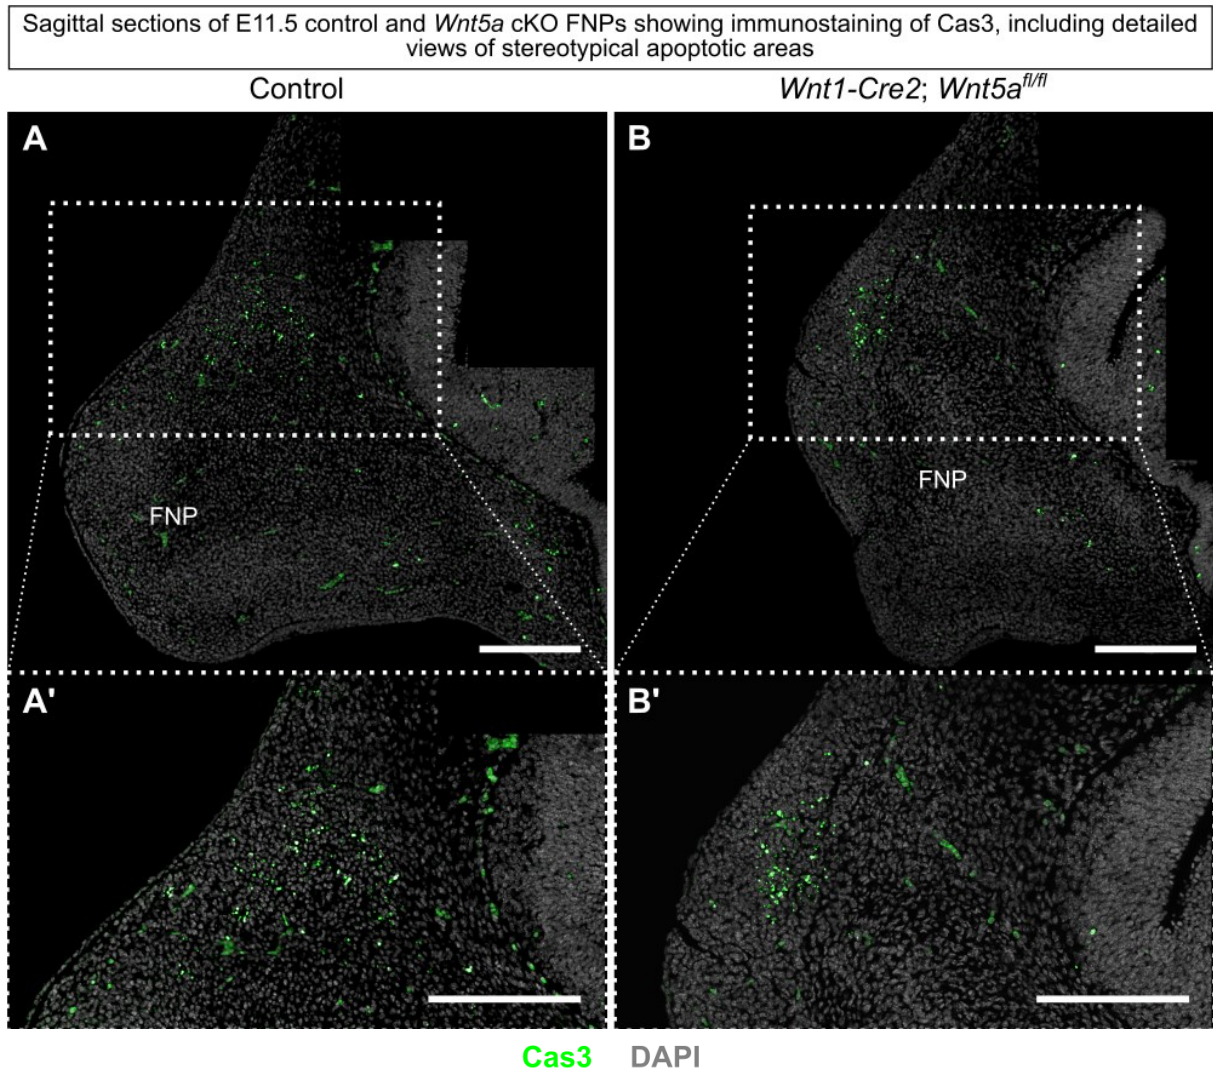 Sagittal sections of E11.5 control and Wnt5a cKO FNPs showing immunostaining of Cas3, including detailed
views of stereotypical apoptotic areas
Control
Wnt1-Cre2; Wnt5afl/fl
A
B
FNP
FNP
A'
B'
Cas3 DAPI